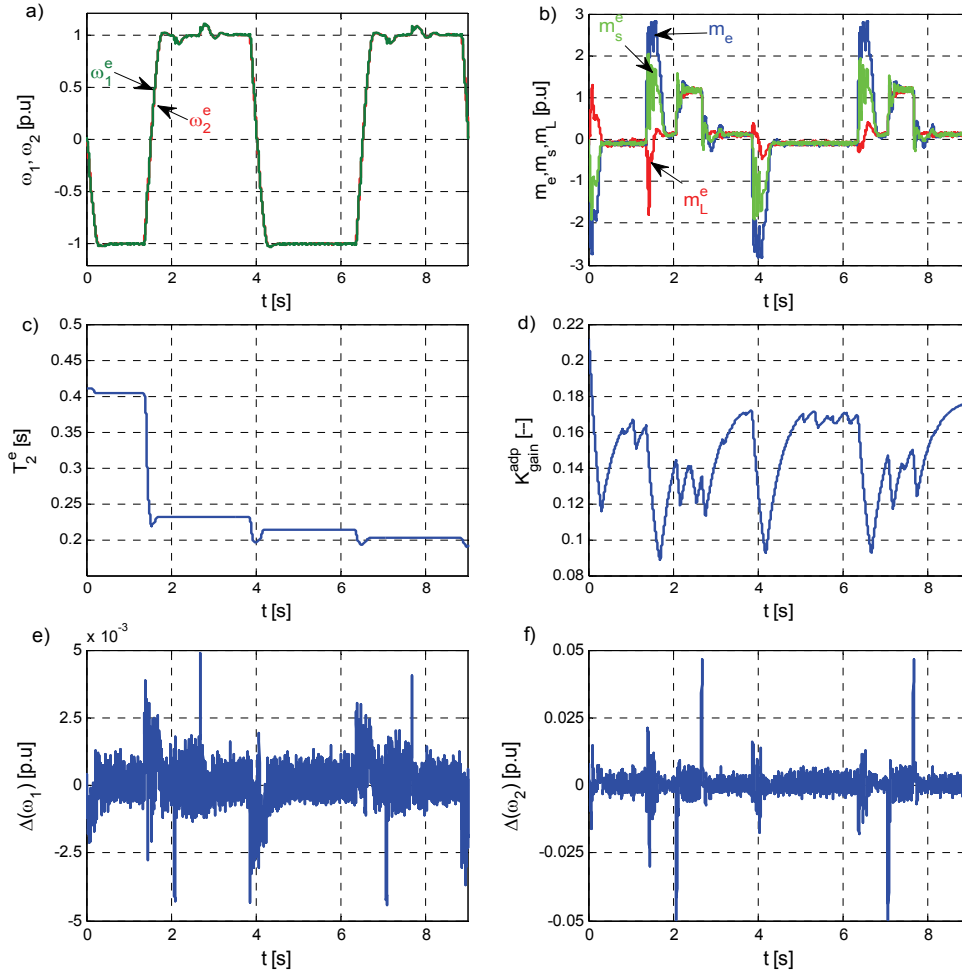 a)
1
0.5
0
-0.5
-1
ω₁, ω₂ [p.u]
ω₁ᵉ
ω₂ᵉ
0 2 4 6 8
t [s]
b)
3
2
1
0
-1
-2
-3
mₑ,mₛ,m_L [p.u]
mₛᵉ
mₑ
m_Lᵉ
0 2 4 6 8
t [s]
c)
0.5
0.45
0.4
0.35
0.3
0.25
0.2
T₂ᵉ [s]
0 2 4 6 8
t [s]
d)
0.22
0.2
0.18
0.16
0.14
0.12
0.1
0.08
K_gain^adp [--]
0 2 4 6 8
t [s]
e)
x 10⁻³
5
2.5
0
-2.5
-5
Δ(ω₁) [p.u]
0 2 4 6 8
t [s]
f)
0.05
0.025
0
-0.025
-0.05
Δ(ω₂) [p.u]
0 2 4 6 8
t [s]